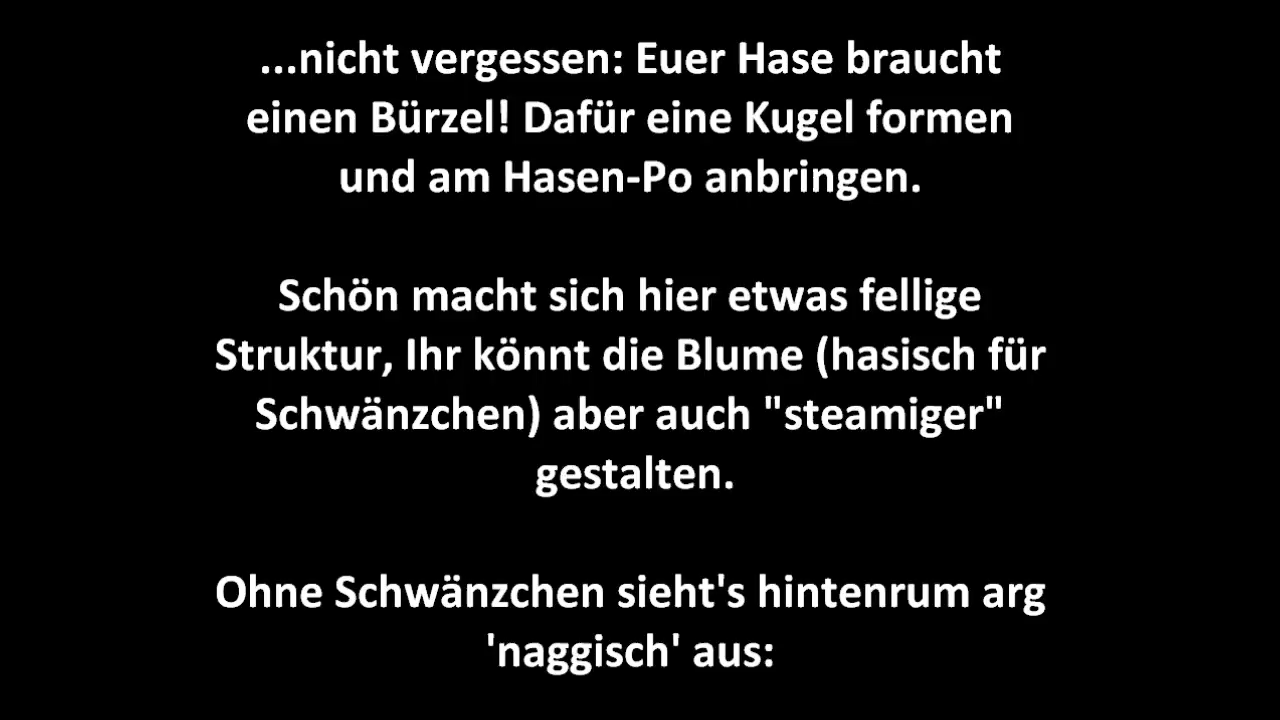 ...nicht vergessen: Euer Hase braucht
einen Bürzel! Dafür eine Kugel formen
und am Hasen-Po anbringen.
Schön macht sich hier etwas fellige
Struktur, Ihr könnt die Blume (hasisch für
Schwänzchen) aber auch "steamiger"
gestalten.
Ohne Schwänzchen sieht's hintenrum arg
'naggisch' aus: